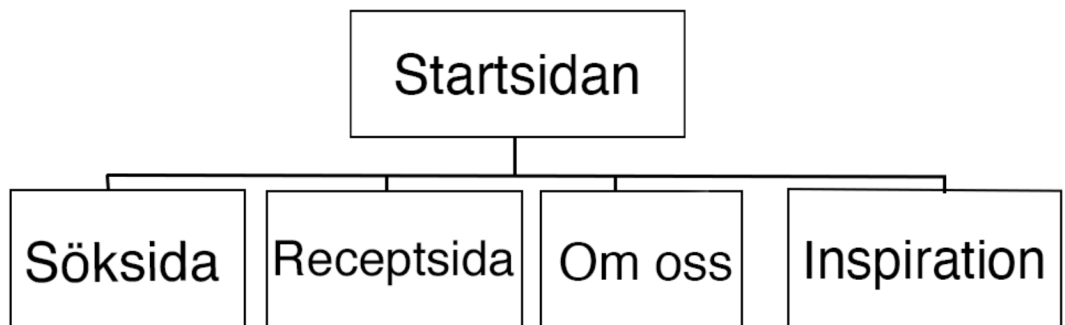 Startsidan
Söksida
Receptsida
Om oss
Inspiration